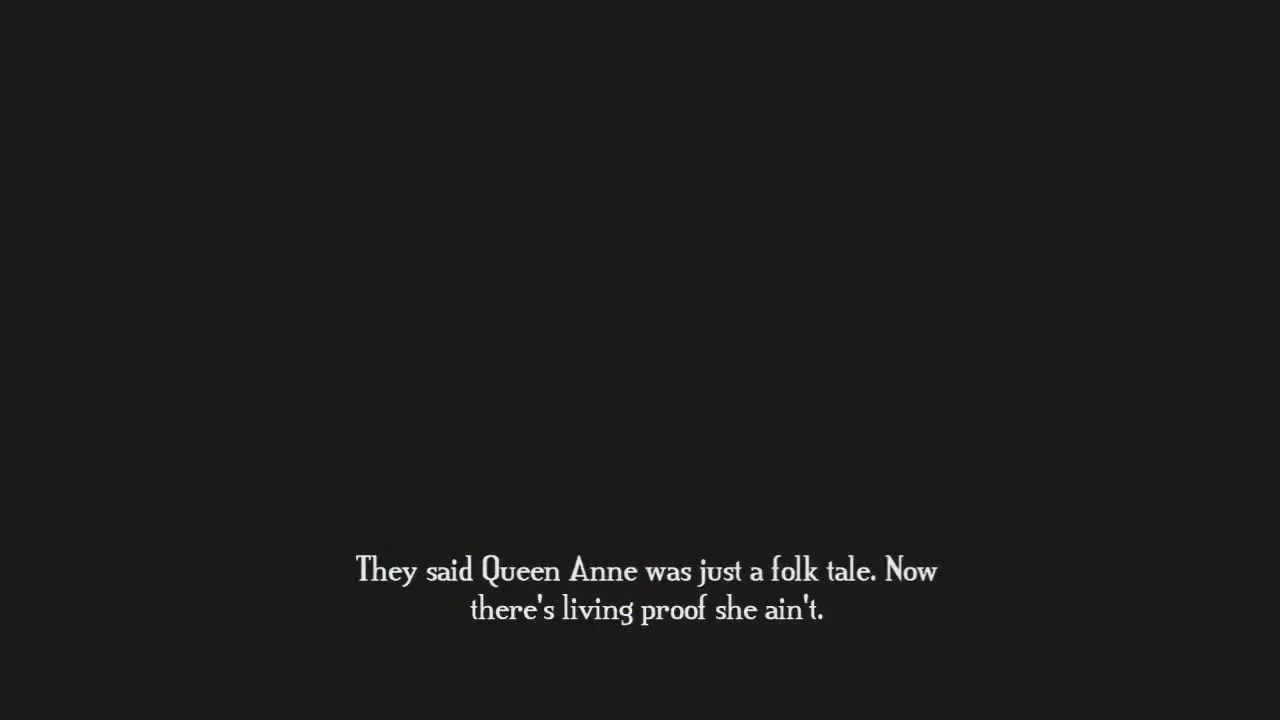 They said Queen Anne was just a folk tale. Now
there's living proof she ain't.